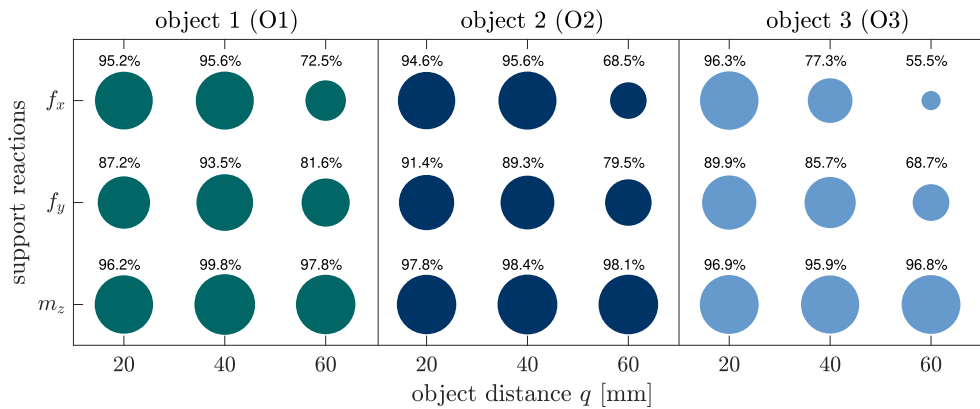 object 1 (O1) object 2 (O2) object 3 (O3)
95.2% 95.6% 72.5% 94.6% 95.6% 68.5% 96.3% 77.3% 55.5%
f_x
87.2% 93.5% 81.6% 91.4% 89.3% 79.5% 89.9% 85.7% 68.7%
f_y
96.2% 99.8% 97.8% 97.8% 98.4% 98.1% 96.9% 95.9% 96.8%
m_z
support reactions
20 40 60 20 40 60 20 40 60
object distance q [mm]